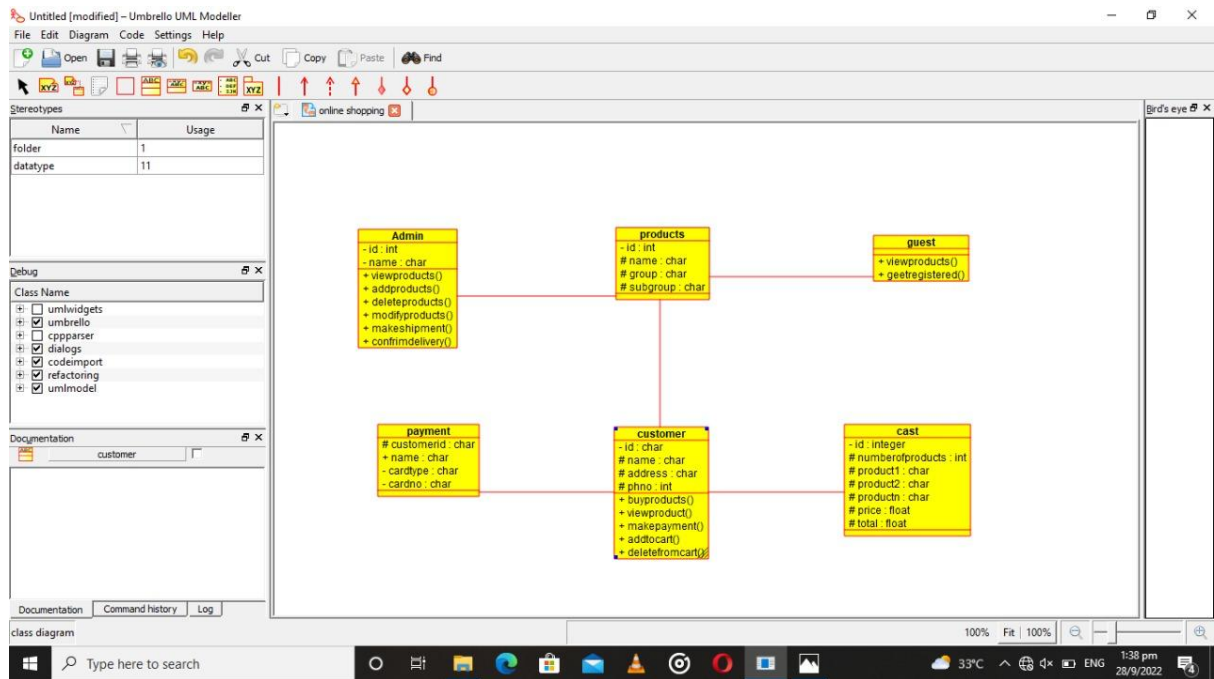 Untitled [modified] – Umbrello UML Modeller
File Edit Diagram Code Settings Help
Open Cut Copy Paste Find
XYZ ABC ABC ABC XYZ
Stereotypes
Name Usage
folder 1
datatype 11
Debug
Class Name
umlwidgets
umbrello
cppparser
dialogs
codeimport
refactoring
umlmodel
Documentation
customer
Documentation Command history Log
class diagram
online shopping
Bird's eye
Admin
- id : int
- name : char
+ viewproducts()
+ addproducts()
+ deleteproducts()
+ modifyproducts()
+ makeshipment()
+ confrimdelivery()
products
- id : int
# name : char
# group : char
# subgroup : char
guest
+ viewproducts()
+ geetregistered()
payment
# customerid : char
+ name : char
- cardtype : char
- cardno : char
customer
- id : char
# name : char
# address : char
# phno : int
+ buyproducts()
+ viewproduct()
+ makepayment()
+ addtocart()
+ deletefromcart()
cast
- id : integer
# numberofproducts : int
# product1 : char
# product2 : char
# productn : char
# price : float
# total : float
100% Fit 100%
Type here to search
33°C ENG
1:38 pm
28/9/2022
4